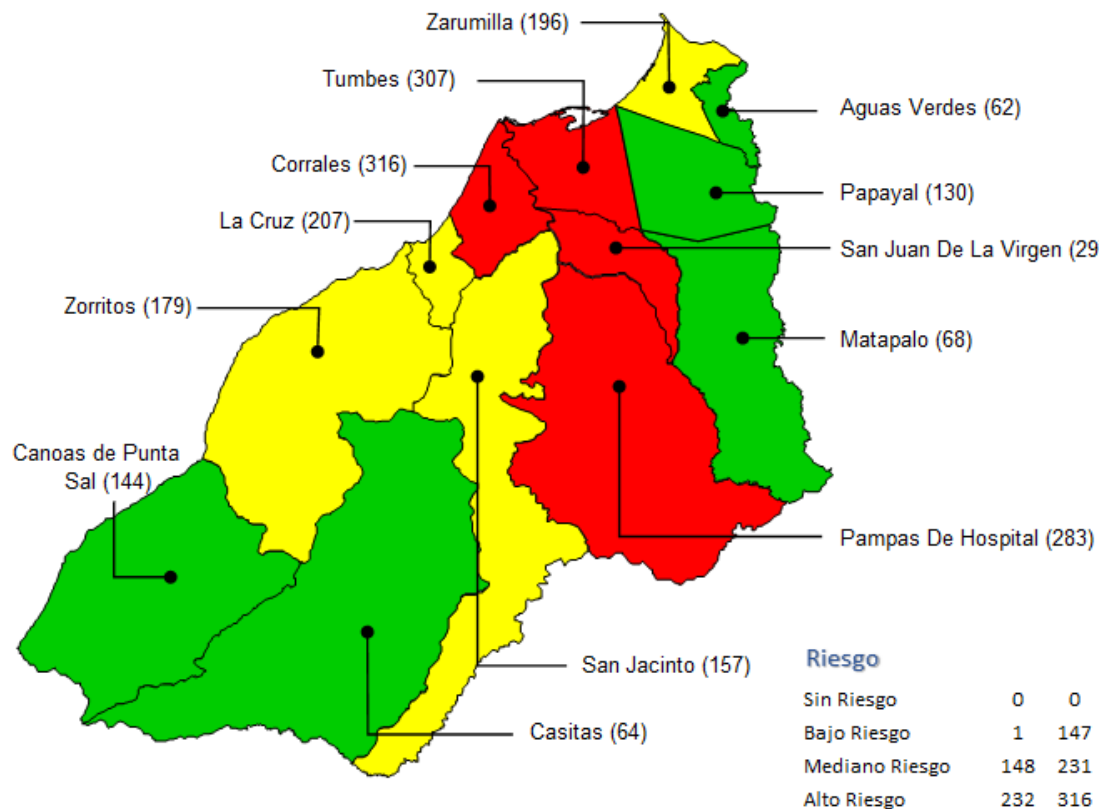 Zarumilla (196)
Tumbes (307)
Aguas Verdes (62)
Corrales (316)
Papayal (130)
La Cruz (207)
San Juan De La Virgen (29
Zorritos (179)
Matapalo (68)
Canoas de Punta
Sal (144)
Pampas De Hospital (283)
San Jacinto (157)
Casitas (64)
Riesgo
Sin Riesgo 0 0
Bajo Riesgo 1 147
Mediano Riesgo 148 231
Alto Riesgo 232 316